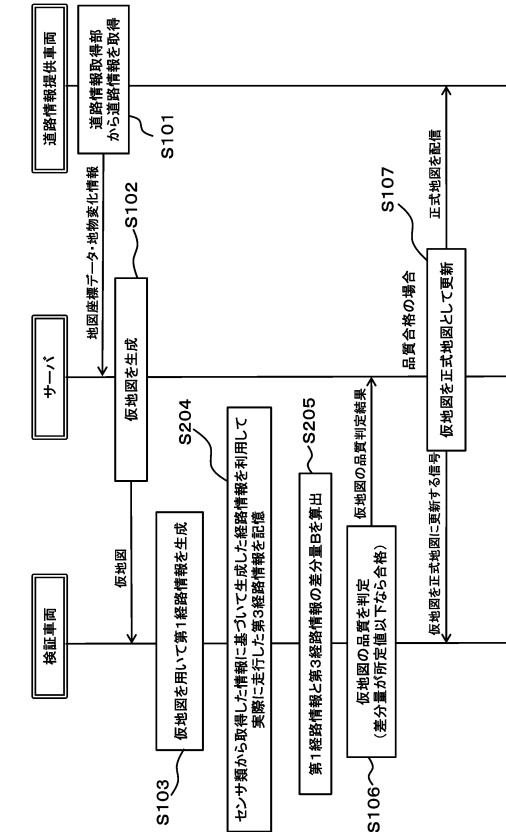 検証車両
サーバ
道路情報提供車両
道路情報取得部
から道路情報を取得
S101
地図座標データ・地物変化情報
仮地図を生成
S102
仮地図
仮地図を用いて第1経路情報を生成
S103
センサ類から取得した情報に基づいて生成した経路情報を利用して
実際に走行した第3経路情報を記憶
S204
第1経路情報と第3経路情報の差分量Bを算出
S205
仮地図の品質を判定
(差分量が所定値以下なら合格)
S106
仮地図の品質判定結果
品質合格の場合
仮地図を正式地図として更新
S107
仮地図を正式地図に更新する信号
正式地図を配信